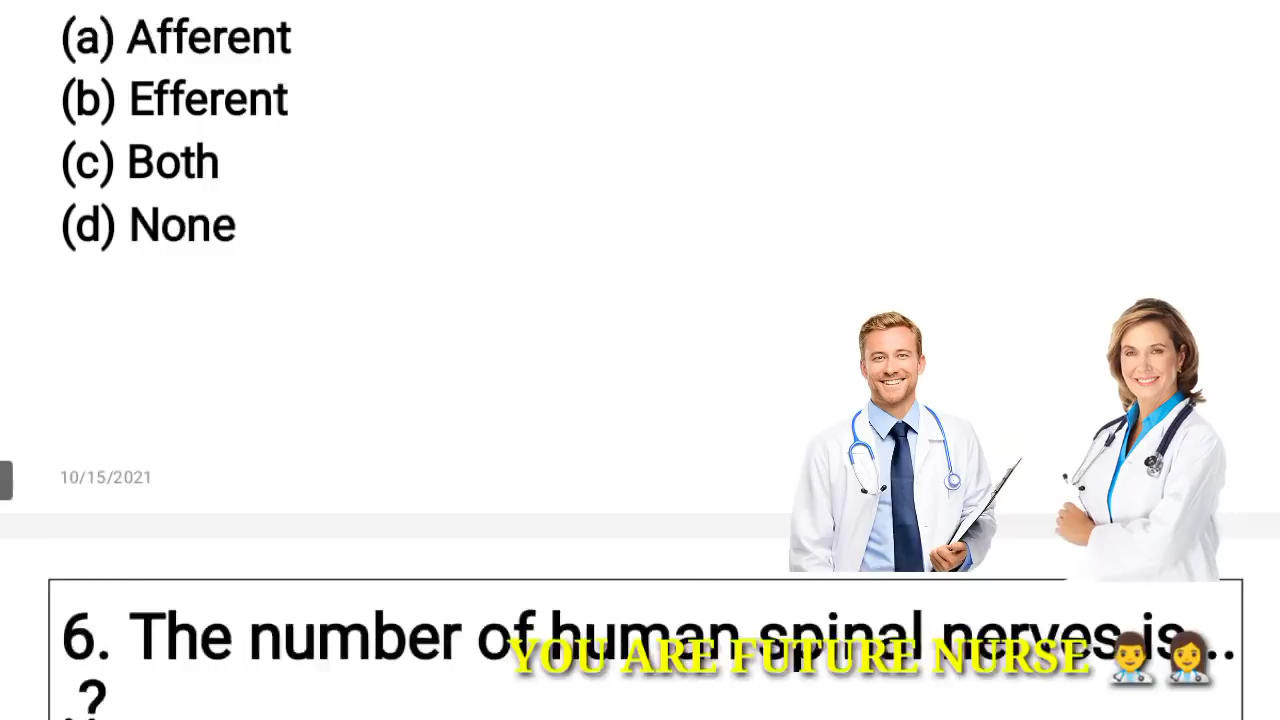 (a) Afferent
(b) Efferent
(c) Both
(d) None
10/15/2021
6. The number of human spinal nerves is...
.?
YOU ARE FUTURE NURSE 👨‍⚕️👩‍⚕️